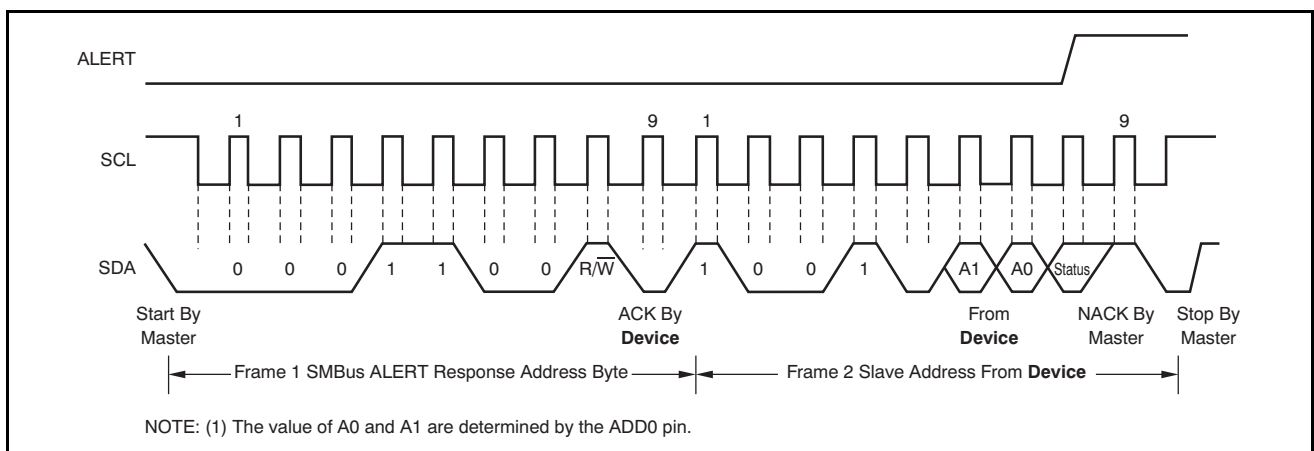 ALERT
1 9 1 9
SCL
SDA
0 0 0 1 1 0 0 R/W̅ 1 0 0 1 A1 A0 Status
Start By
Master
ACK By
Device
From
Device
NACK By
Master
Stop By
Master
Frame 1 SMBus ALERT Response Address Byte
Frame 2 Slave Address From Device
NOTE: (1) The value of A0 and A1 are determined by the ADD0 pin.